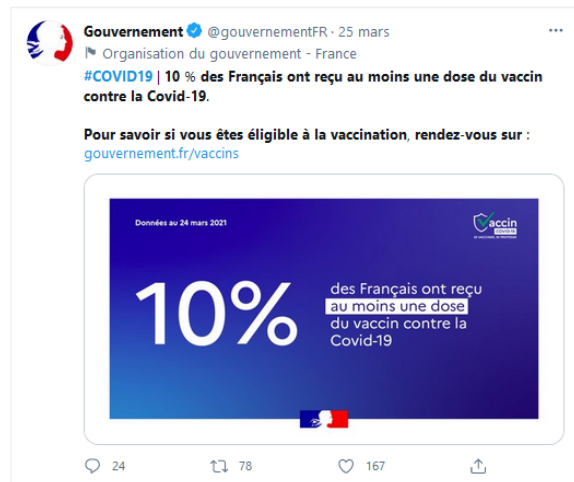 Gouvernement @gouvernementFR · 25 mars
Organisation du gouvernement - France
#COVID19 | 10 % des Français ont reçu au moins une dose du vaccin
contre la Covid-19.
Pour savoir si vous êtes éligible à la vaccination, rendez-vous sur :
gouvernement.fr/vaccins
Données au 24 mars 2021
Vaccin
COVID-19
10%
des Français ont reçu
au moins une dose
du vaccin contre la
Covid-19
24 78 167